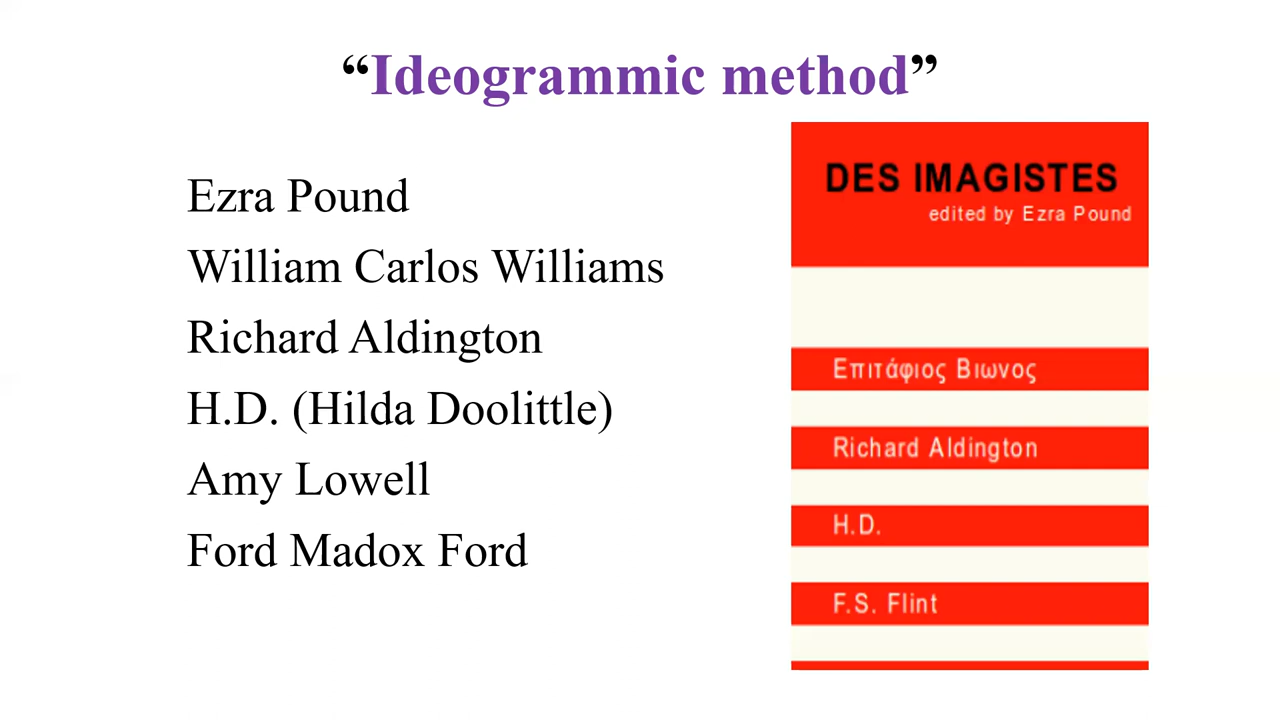 “Ideogrammic method”
Ezra Pound
William Carlos Williams
Richard Aldington
H.D. (Hilda Doolittle)
Amy Lowell
Ford Madox Ford
DES IMAGISTES
edited by Ezra Pound
Επιτάφιος Βιωνος
Richard Aldington
H.D.
F.S. Flint